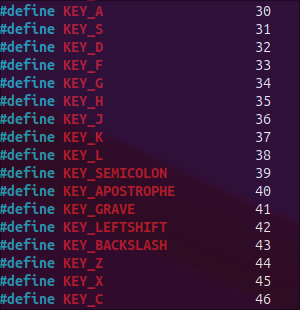 #define KEY_A 30
#define KEY_S 31
#define KEY_D 32
#define KEY_F 33
#define KEY_G 34
#define KEY_H 35
#define KEY_J 36
#define KEY_K 37
#define KEY_L 38
#define KEY_SEMICOLON 39
#define KEY_APOSTROPHE 40
#define KEY_GRAVE 41
#define KEY_LEFTSHIFT 42
#define KEY_BACKSLASH 43
#define KEY_Z 44
#define KEY_X 45
#define KEY_C 46